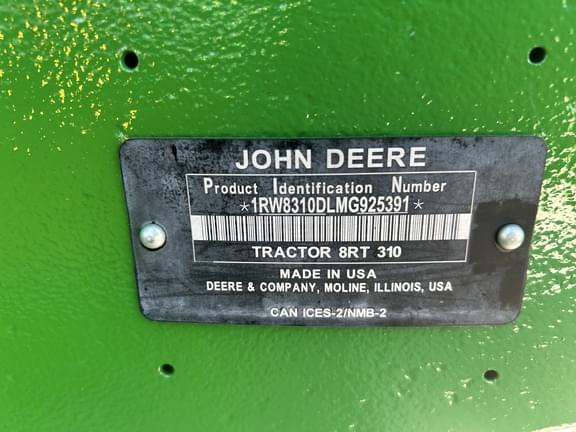 JOHN DEERE
Product Identification Number
*1RW8310DLMG925391*
TRACTOR 8RT 310
MADE IN USA
DEERE & COMPANY, MOLINE, ILLINOIS, USA
CAN ICES-2/NMB-2